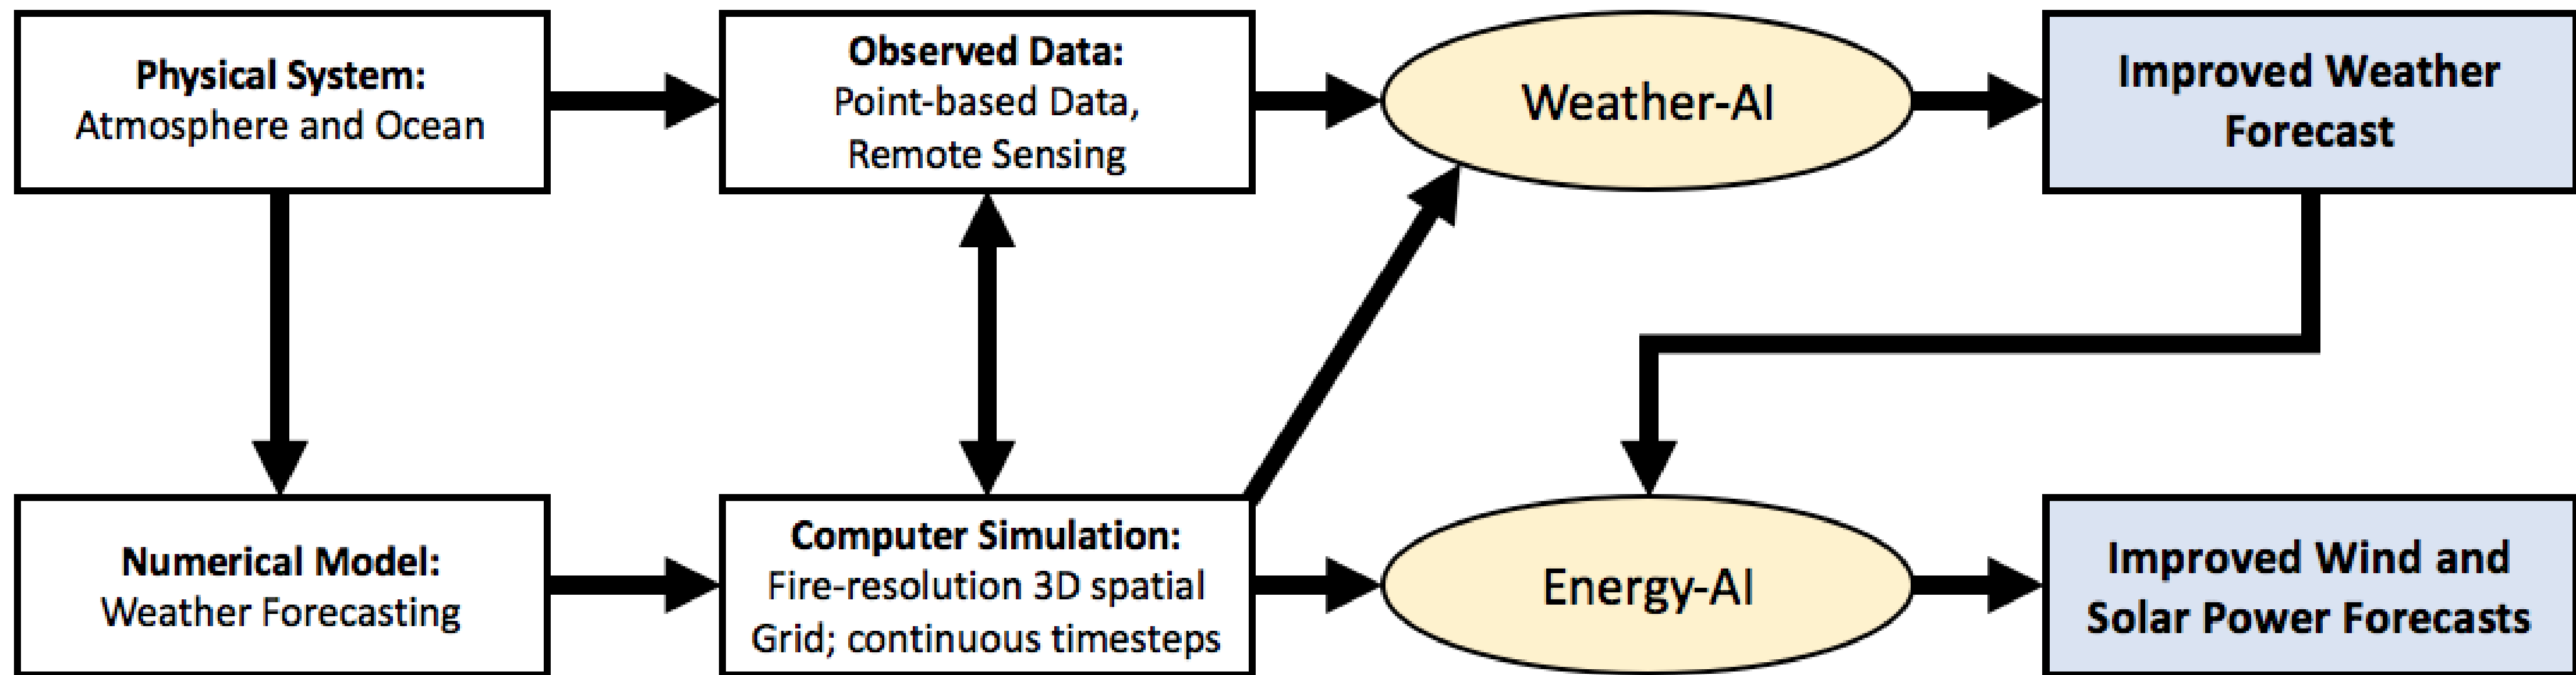 Physical System:
Atmosphere and Ocean
Observed Data:
Point-based Data,
Remote Sensing
Weather-AI
Improved Weather
Forecast
Numerical Model:
Weather Forecasting
Computer Simulation:
Fire-resolution 3D spatial
Grid; continuous timesteps
Energy-AI
Improved Wind and
Solar Power Forecasts